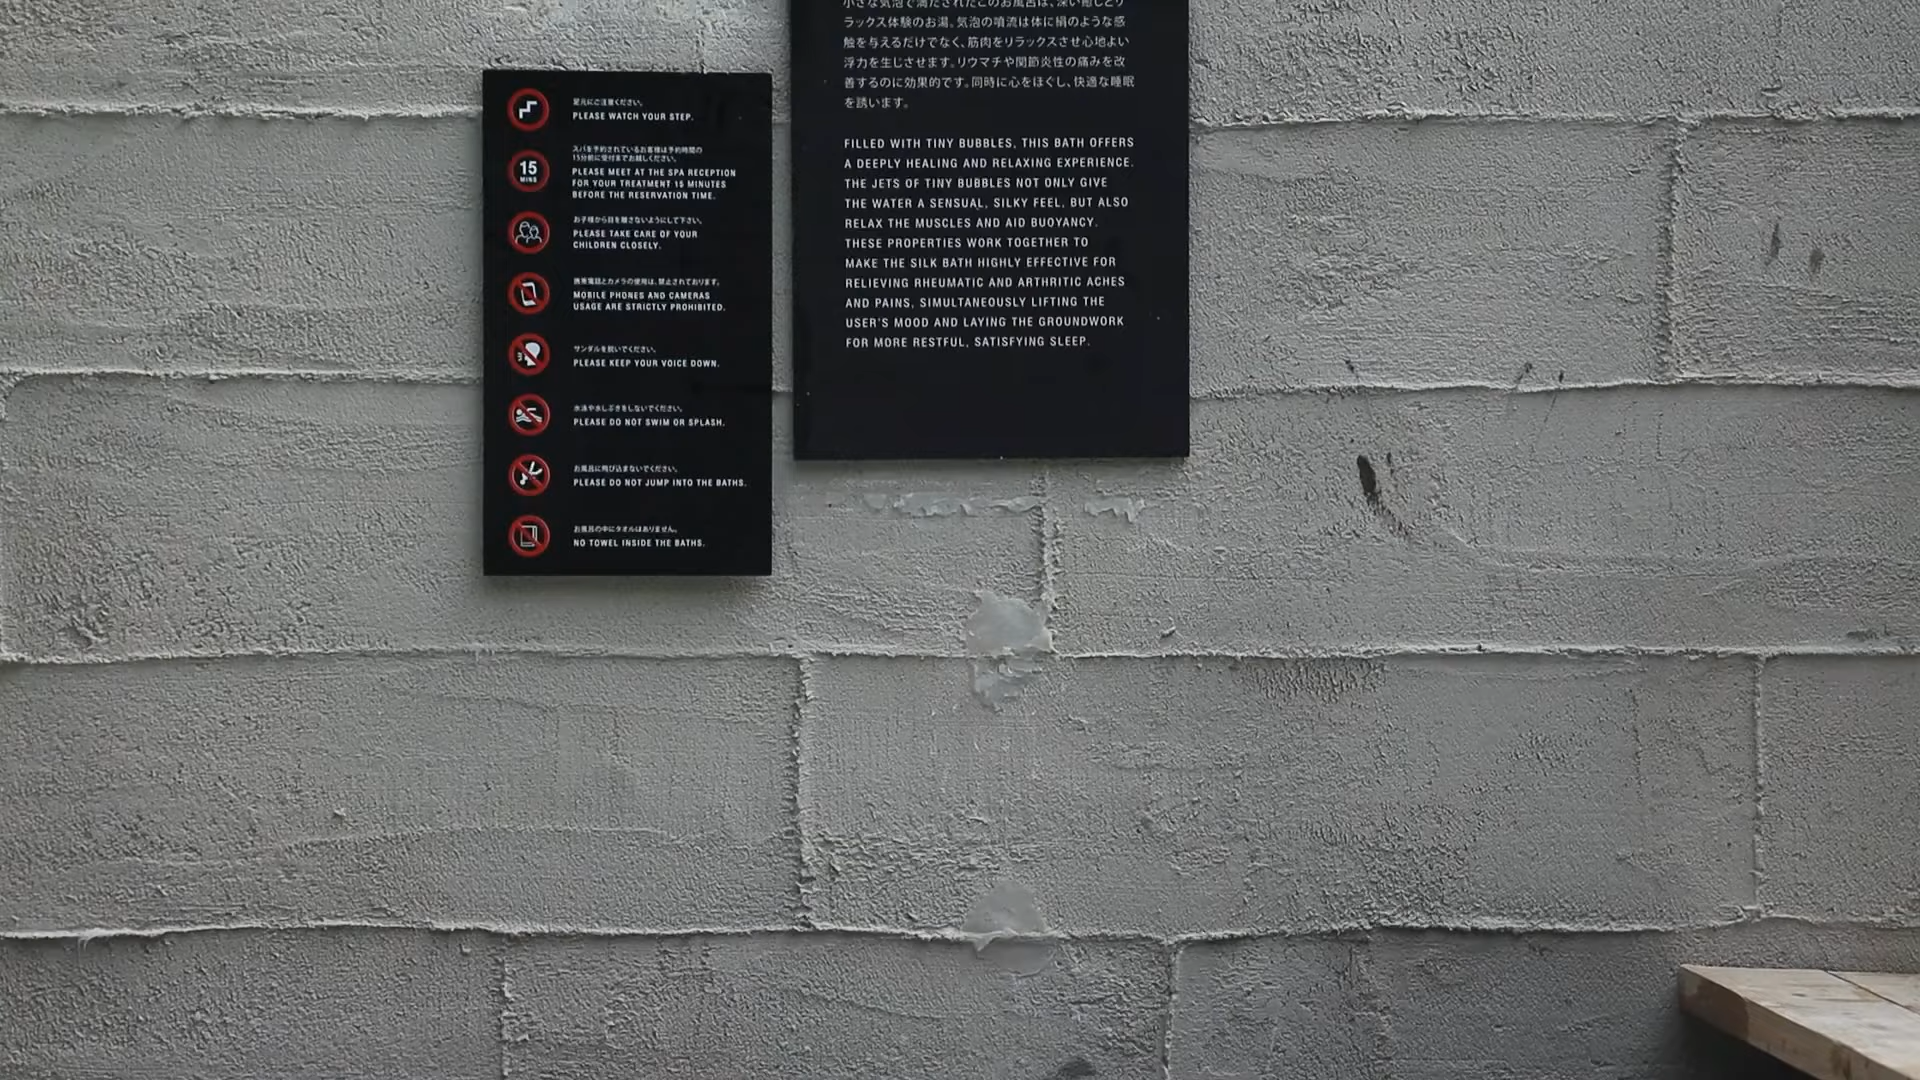 足元にご注意ください。
PLEASE WATCH YOUR STEP.
スパを予約されているお客様は予約時間の
15分前に受付までお越しください。
15
MINS
PLEASE MEET AT THE SPA RECEPTION
FOR YOUR TREATMENT 15 MINUTES
BEFORE THE RESERVATION TIME.
お子様から目を離さないようにして下さい。
PLEASE TAKE CARE OF YOUR
CHILDREN CLOSELY.
携帯電話とカメラの使用は、禁止されております。
MOBILE PHONES AND CAMERAS
USAGE ARE STRICTLY PROHIBITED.
サンダルを脱いでください。
PLEASE KEEP YOUR VOICE DOWN.
水泳や水しぶきをしないでください。
PLEASE DO NOT SWIM OR SPLASH.
お風呂に飛び込まないでください。
PLEASE DO NOT JUMP INTO THE BATHS.
お風呂の中にタオルはありません。
NO TOWEL INSIDE THE BATHS.
小さな気泡で満たされたこのお風呂は、深い癒しとリ
ラックス体験のお湯。気泡の噴流は体に絹のような感
触を与えるだけでなく、筋肉をリラックスさせ心地よい
浮力を生じさせます。リウマチや関節炎性の痛みを改
善するのに効果的です。同時に心をほぐし、快適な睡眠
を誘います。
FILLED WITH TINY BUBBLES, THIS BATH OFFERS
A DEEPLY HEALING AND RELAXING EXPERIENCE.
THE JETS OF TINY BUBBLES NOT ONLY GIVE
THE WATER A SENSUAL, SILKY FEEL, BUT ALSO
RELAX THE MUSCLES AND AID BUOYANCY.
THESE PROPERTIES WORK TOGETHER TO
MAKE THE SILK BATH HIGHLY EFFECTIVE FOR
RELIEVING RHEUMATIC AND ARTHRITIC ACHES
AND PAINS, SIMULTANEOUSLY LIFTING THE
USER'S MOOD AND LAYING THE GROUNDWORK
FOR MORE RESTFUL, SATISFYING SLEEP.